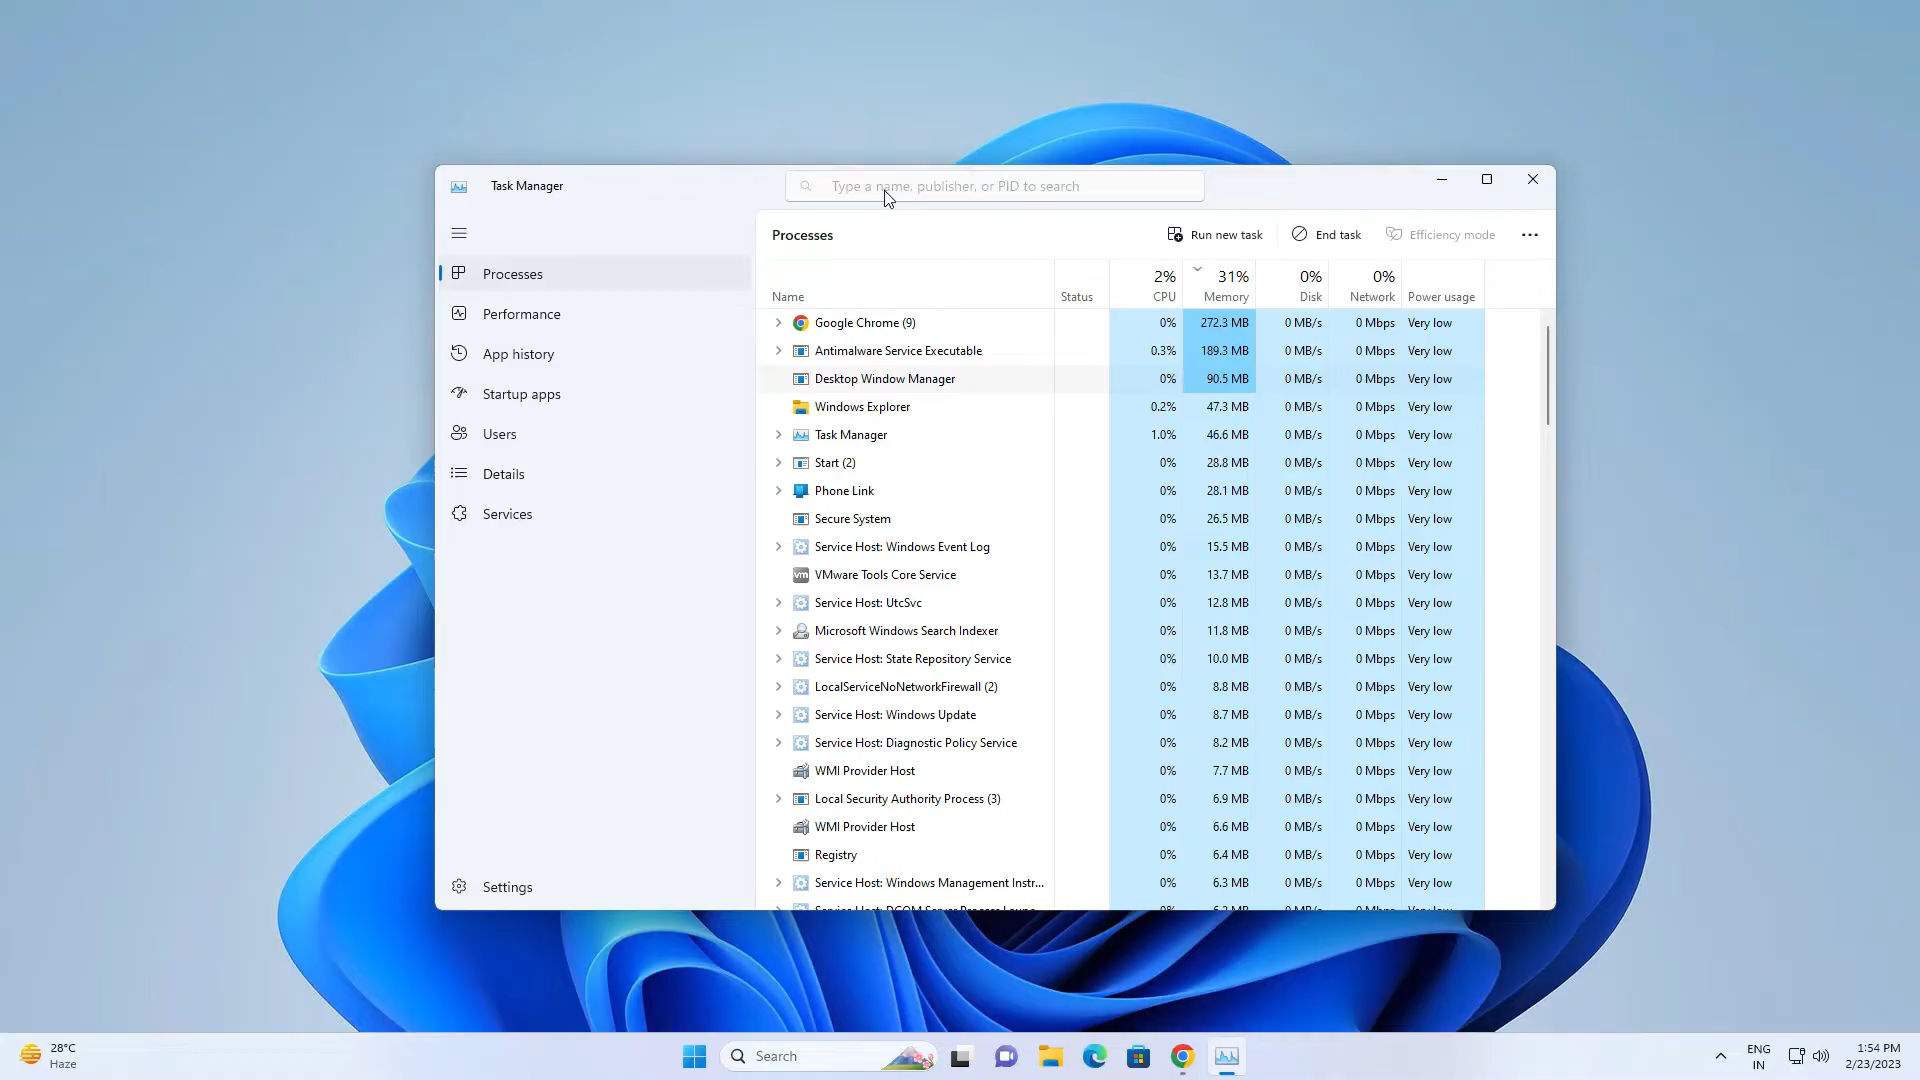 Task Manager
Type a name, publisher, or PID to search
Processes
Run new task
End task
Efficiency mode
Processes
Performance
App history
Startup apps
Users
Details
Services
Settings
2% 31% 0% 0%
Name Status CPU Memory Disk Network Power usage
Google Chrome (9) 0% 272.3 MB 0 MB/s 0 Mbps Very low
Antimalware Service Executable 0.3% 189.3 MB 0 MB/s 0 Mbps Very low
Desktop Window Manager 0% 90.5 MB 0 MB/s 0 Mbps Very low
Windows Explorer 0.2% 47.3 MB 0 MB/s 0 Mbps Very low
Task Manager 1.0% 46.6 MB 0 MB/s 0 Mbps Very low
Start (2) 0% 28.8 MB 0 MB/s 0 Mbps Very low
Phone Link 0% 28.1 MB 0 MB/s 0 Mbps Very low
Secure System 0% 26.5 MB 0 MB/s 0 Mbps Very low
Service Host: Windows Event Log 0% 15.5 MB 0 MB/s 0 Mbps Very low
vm VMware Tools Core Service 0% 13.7 MB 0 MB/s 0 Mbps Very low
Service Host: UtcSvc 0% 12.8 MB 0 MB/s 0 Mbps Very low
Microsoft Windows Search Indexer 0% 11.8 MB 0 MB/s 0 Mbps Very low
Service Host: State Repository Service 0% 10.0 MB 0 MB/s 0 Mbps Very low
LocalServiceNoNetworkFirewall (2) 0% 8.8 MB 0 MB/s 0 Mbps Very low
Service Host: Windows Update 0% 8.7 MB 0 MB/s 0 Mbps Very low
Service Host: Diagnostic Policy Service 0% 8.2 MB 0 MB/s 0 Mbps Very low
WMI Provider Host 0% 7.7 MB 0 MB/s 0 Mbps Very low
Local Security Authority Process (3) 0% 6.9 MB 0 MB/s 0 Mbps Very low
WMI Provider Host 0% 6.6 MB 0 MB/s 0 Mbps Very low
Registry 0% 6.4 MB 0 MB/s 0 Mbps Very low
Service Host: Windows Management Instr... 0% 6.3 MB 0 MB/s 0 Mbps Very low
28°C
Haze
Search
ENG
IN
1:54 PM
2/23/2023